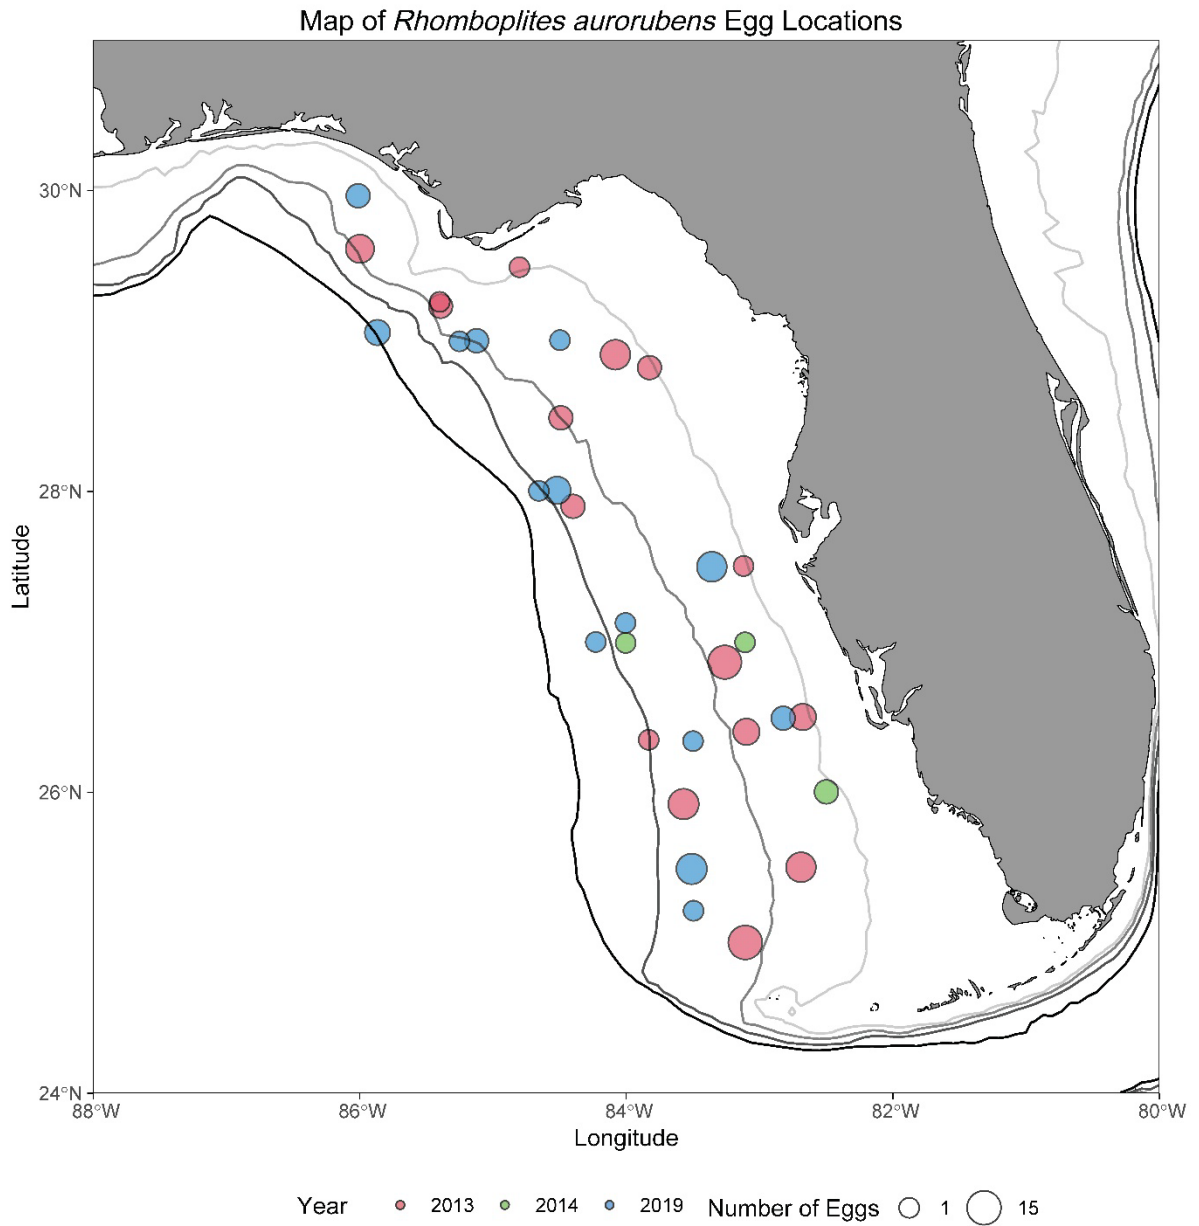 Map of Rhomboplites aurorubens Egg Locations
30°N
28°N
26°N
24°N
Latitude
88°W 86°W 84°W 82°W 80°W
Longitude
Year 2013 2014 2019 Number of Eggs 1 15